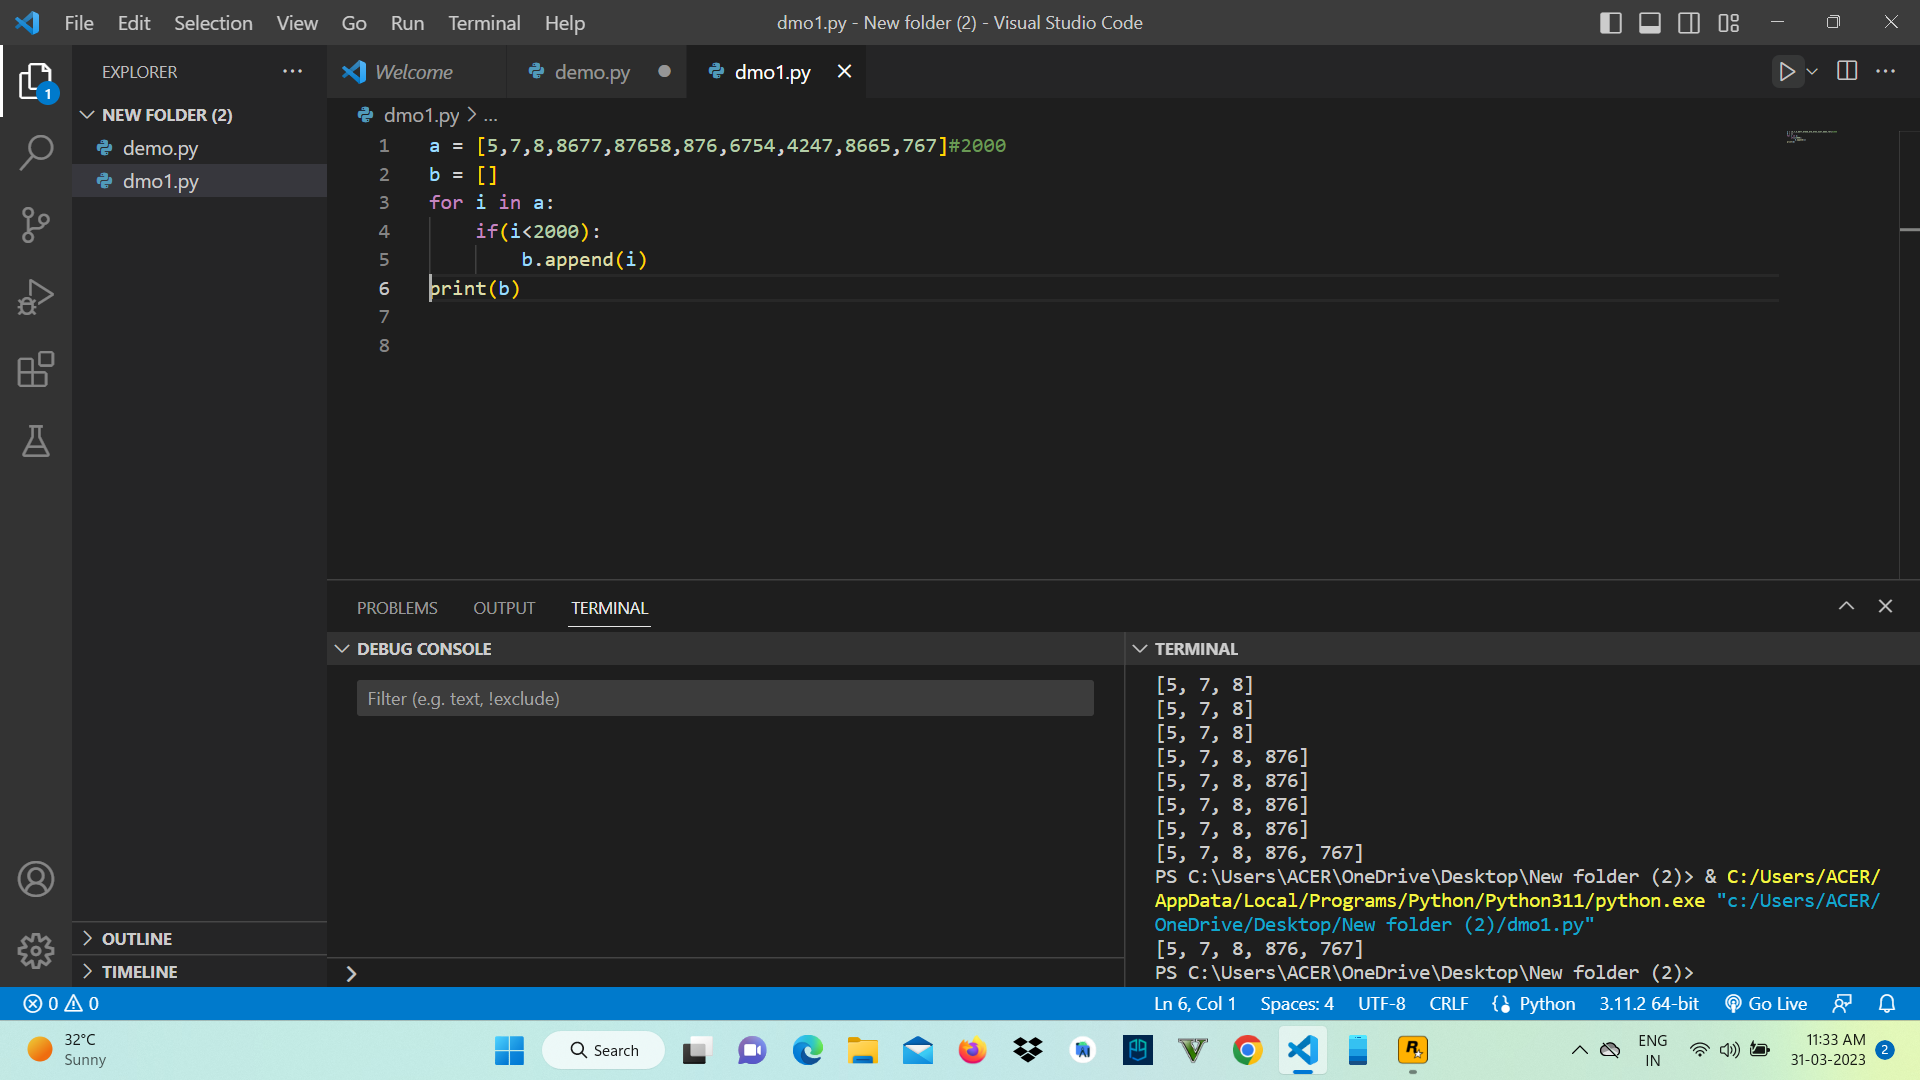 File Edit Selection View Go Run Terminal Help
dmo1.py - New folder (2) - Visual Studio Code
EXPLORER
1
NEW FOLDER (2)
demo.py
dmo1.py
OUTLINE
TIMELINE
Welcome demo.py dmo1.py
dmo1.py > ...
1 a = [5,7,8,8677,87658,876,6754,4247,8665,767]#2000
2 b = []
3 for i in a:
4 if(i<2000):
5 b.append(i)
6 print(b)
7
8
PROBLEMS OUTPUT TERMINAL
DEBUG CONSOLE
Filter (e.g. text, !exclude)
TERMINAL
[5, 7, 8]
[5, 7, 8]
[5, 7, 8]
[5, 7, 8, 876]
[5, 7, 8, 876]
[5, 7, 8, 876]
[5, 7, 8, 876]
[5, 7, 8, 876, 767]
PS C:\Users\ACER\OneDrive\Desktop\New folder (2)> & C:/Users/ACER/
AppData/Local/Programs/Python/Python311/python.exe "c:/Users/ACER/
OneDrive/Desktop/New folder (2)/dmo1.py"
[5, 7, 8, 876, 767]
PS C:\Users\ACER\OneDrive\Desktop\New folder (2)>
0 0 Ln 6, Col 1 Spaces: 4 UTF-8 CRLF Python 3.11.2 64-bit Go Live
32°C
Sunny
Search
ENG
IN
11:33 AM
31-03-2023
2